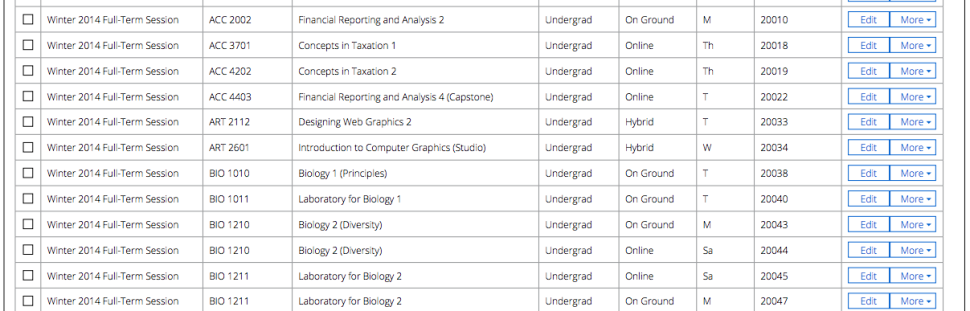 Winter 2014 Full-Term Session ACC 2002 Financial Reporting and Analysis 2 Undergrad On Ground M 20010 Edit More
Winter 2014 Full-Term Session ACC 3701 Concepts in Taxation 1 Undergrad Online Th 20018 Edit More
Winter 2014 Full-Term Session ACC 4202 Concepts in Taxation 2 Undergrad Online Th 20019 Edit More
Winter 2014 Full-Term Session ACC 4403 Financial Reporting and Analysis 4 (Capstone) Undergrad Online T 20022 Edit More
Winter 2014 Full-Term Session ART 2112 Designing Web Graphics 2 Undergrad Hybrid T 20033 Edit More
Winter 2014 Full-Term Session ART 2601 Introduction to Computer Graphics (Studio) Undergrad Hybrid W 20034 Edit More
Winter 2014 Full-Term Session BIO 1010 Biology 1 (Principles) Undergrad On Ground T 20038 Edit More
Winter 2014 Full-Term Session BIO 1011 Laboratory for Biology 1 Undergrad On Ground T 20040 Edit More
Winter 2014 Full-Term Session BIO 1210 Biology 2 (Diversity) Undergrad On Ground M 20043 Edit More
Winter 2014 Full-Term Session BIO 1210 Biology 2 (Diversity) Undergrad Online Sa 20044 Edit More
Winter 2014 Full-Term Session BIO 1211 Laboratory for Biology 2 Undergrad Online Sa 20045 Edit More
Winter 2014 Full-Term Session BIO 1211 Laboratory for Biology 2 Undergrad On Ground M 20047 Edit More